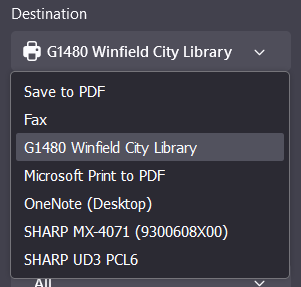 Destination
G1480 Winfield City Library
Save to PDF
Fax
G1480 Winfield City Library
Microsoft Print to PDF
OneNote (Desktop)
SHARP MX-4071 (9300608X00)
SHARP UD3 PCL6
All